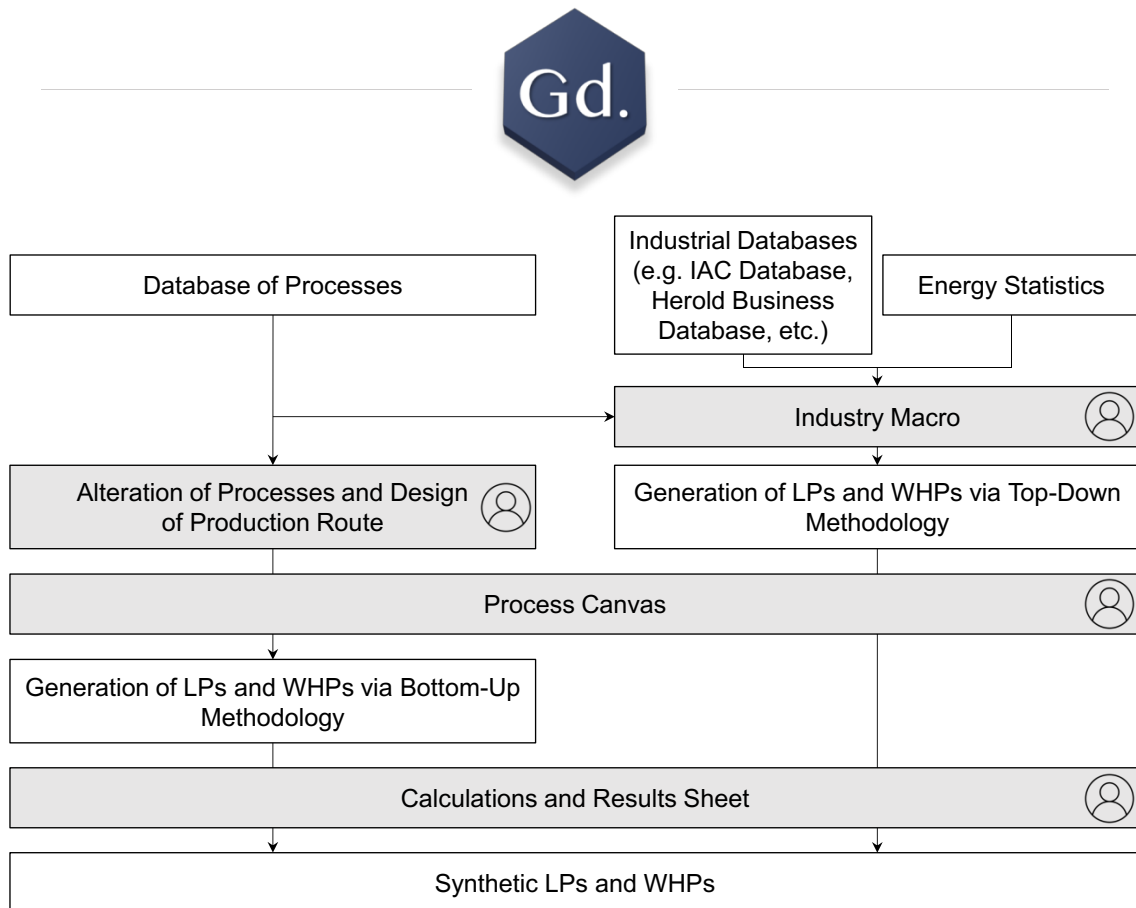 Gd.
Database of Processes
Industrial Databases
(e.g. IAC Database,
Herold Business
Database, etc.)
Energy Statistics
Industry Macro
Alteration of Processes and Design
of Production Route
Generation of LPs and WHPs via Top-Down
Methodology
Process Canvas
Generation of LPs and WHPs via Bottom-Up
Methodology
Calculations and Results Sheet
Synthetic LPs and WHPs